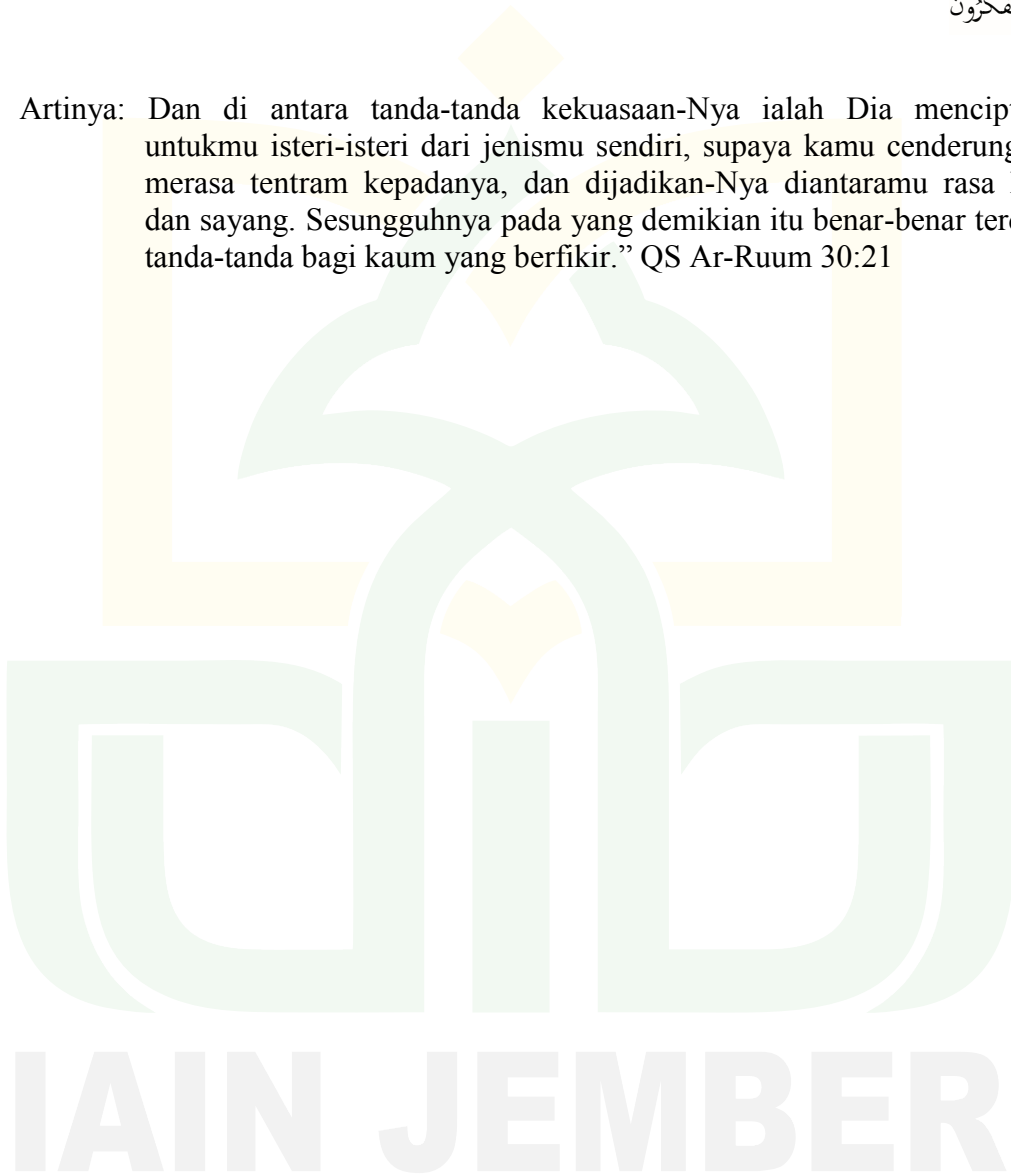 Artinya: Dan di antara tanda-tanda kekuasaan-Nya ialah Dia
untukmu isteri-isteri dari jenismu sendiri, supaya kamu cenderung
merasa tentram kepadanya, dan dijadikan-Nya diantaramu rasa
dan sayang. Sesungguhnya pada yang demikian itu benar-benar
tanda-tanda bagi kaum yang berfikir.” QS Ar-Ruum 30:21
IAIN JEMBER